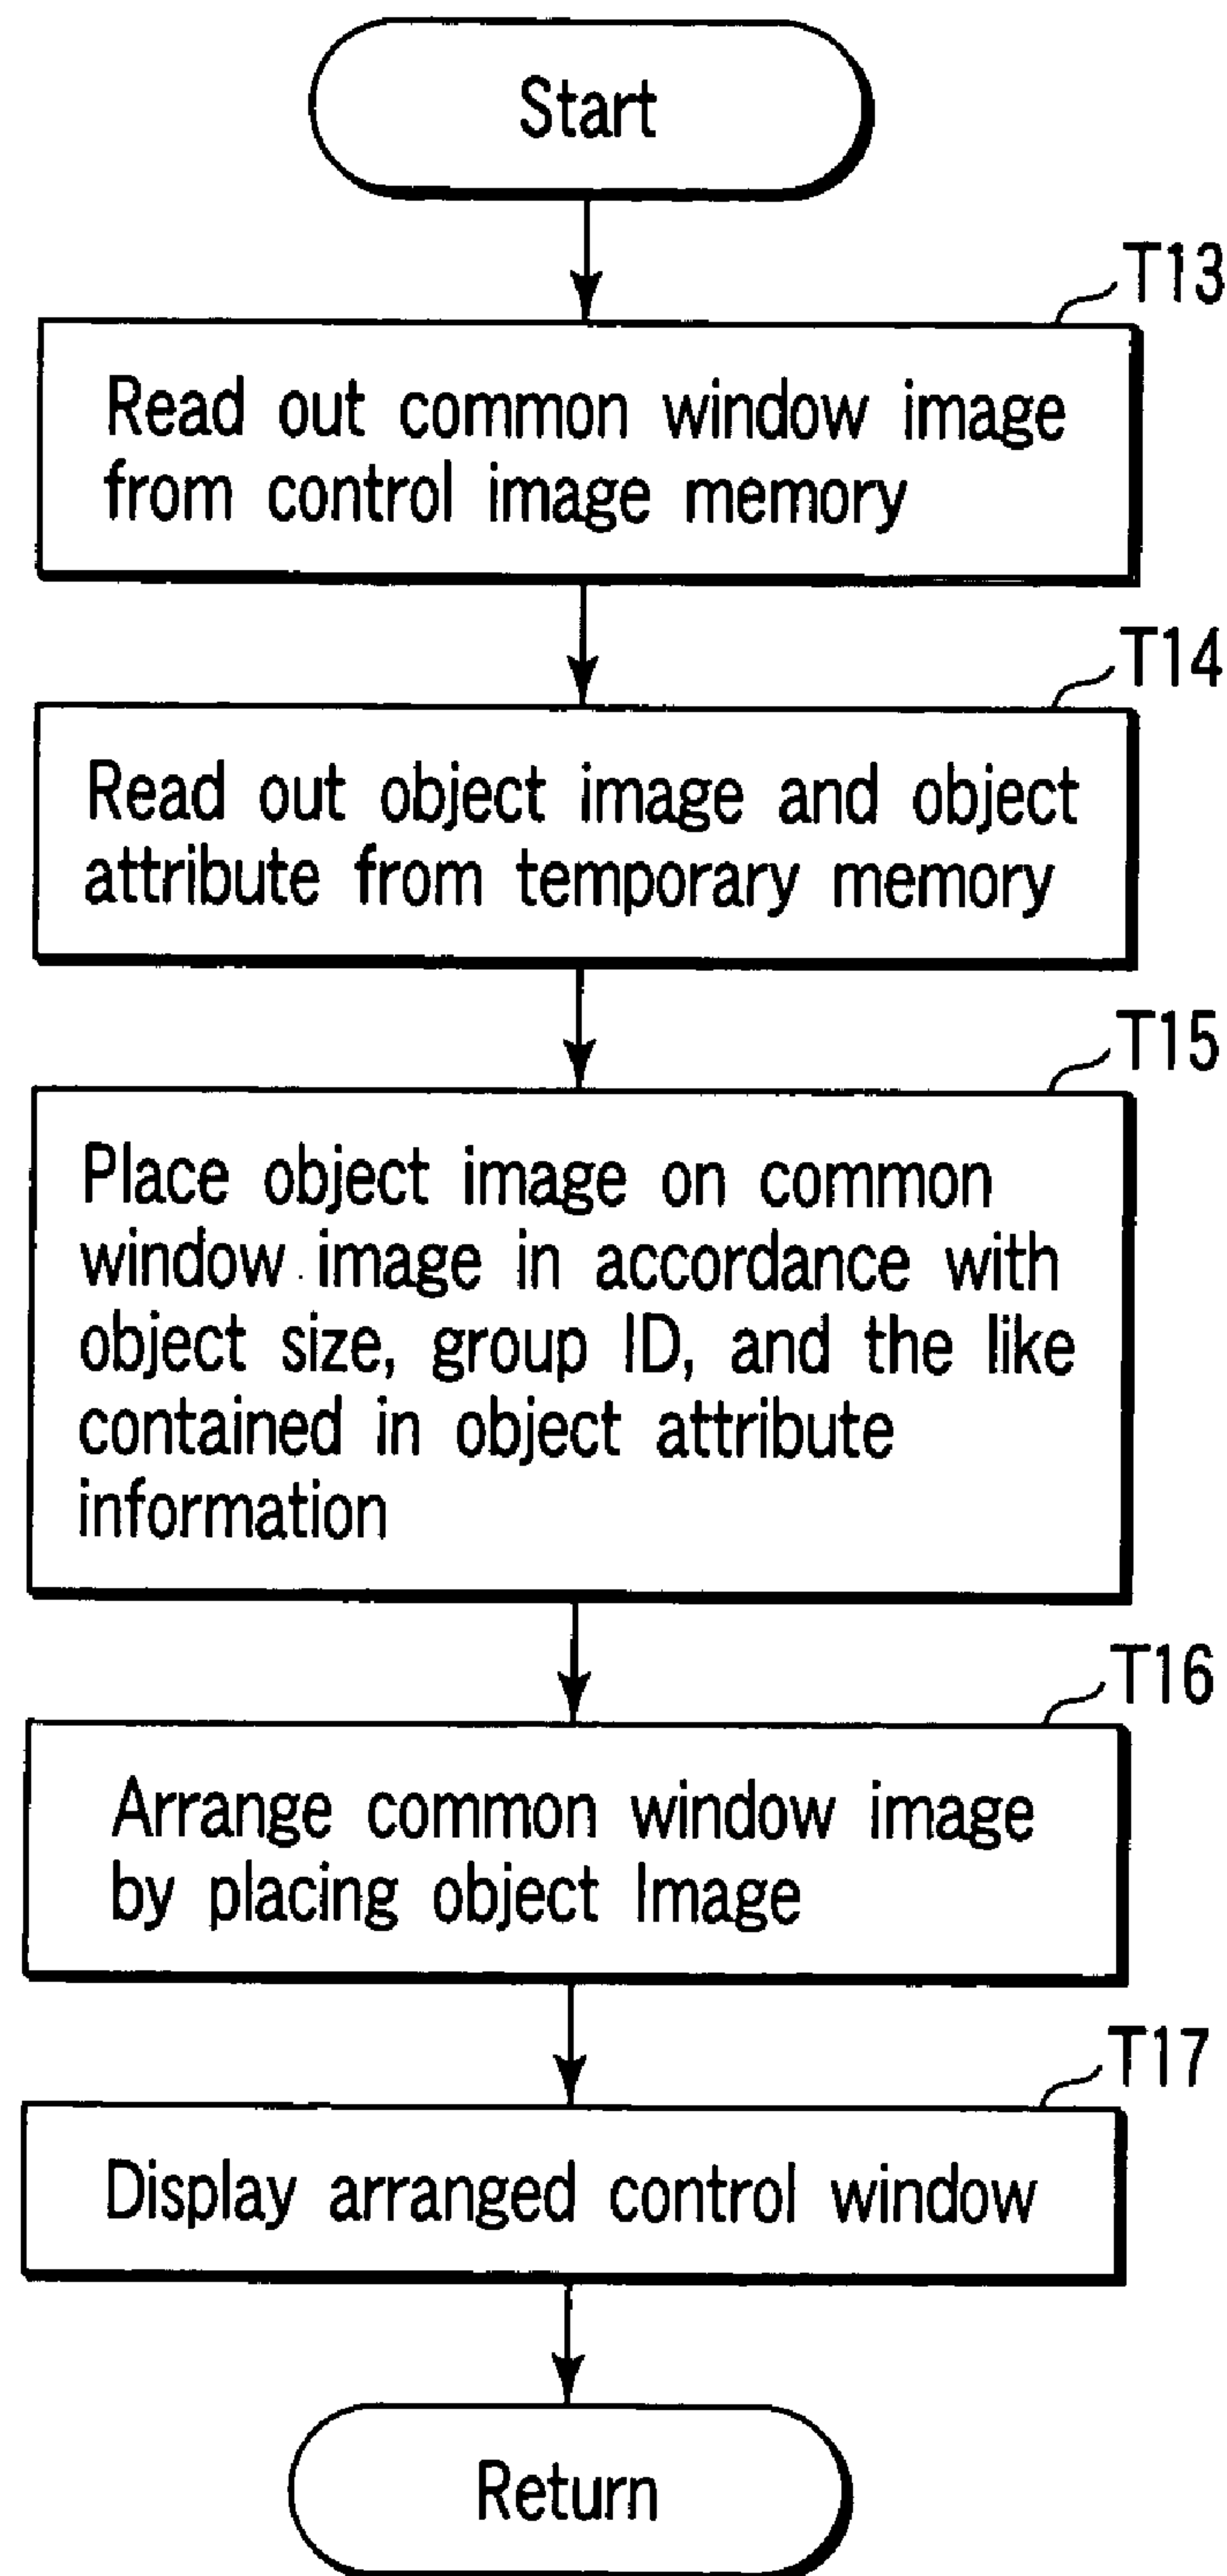 Start
T13
Read out common window image
from control image memory
T14
Read out object image and object
attribute from temporary memory
T15
Place object image on common
window image in accordance with
object size, group ID, and the like
contained in object attribute
information
T16
Arrange common window image
by placing object Image
T17
Display arranged control window
Return